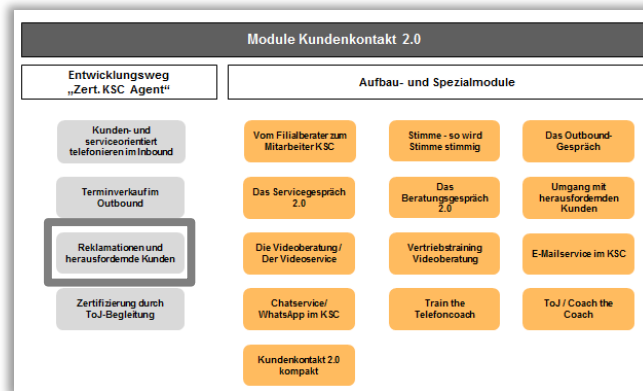 Module Kundenkontakt 2.0
Entwicklungsweg
„Zert. KSC Agent“
Aufbau- und Spezialmodule
Kunden- und
serviceorientiert
telefonieren im Inbound
Vom Filialberater zum
Mitarbeiter KSC
Stimme - so wird
Stimme stimmig
Das Outbound-
Gespräch
Terminverkauf im
Outbound
Das Servicegespräch
2.0
Das
Beratungsgespräch
2.0
Umgang mit
herausfordernden
Kunden
Reklamationen und
herausfordernde Kunden
Die Videoberatung /
Der Videoservice
Vertriebstraining
Videoberatung
E-Mailservice im KSC
Zertifizierung durch
ToJ-Begleitung
Chatservice/
WhatsApp im KSC
Train the
Telefoncoach
ToJ / Coach the
Coach
Kundenkontakt 2.0
kompakt